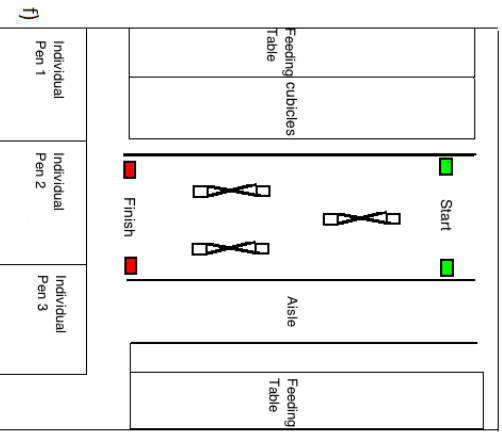 Start
Feeding
Table
cubicles
Aisle
Feeding
Table
Finish
Individual
Pen 1
Individual
Pen 2
Individual
Pen 3
f)